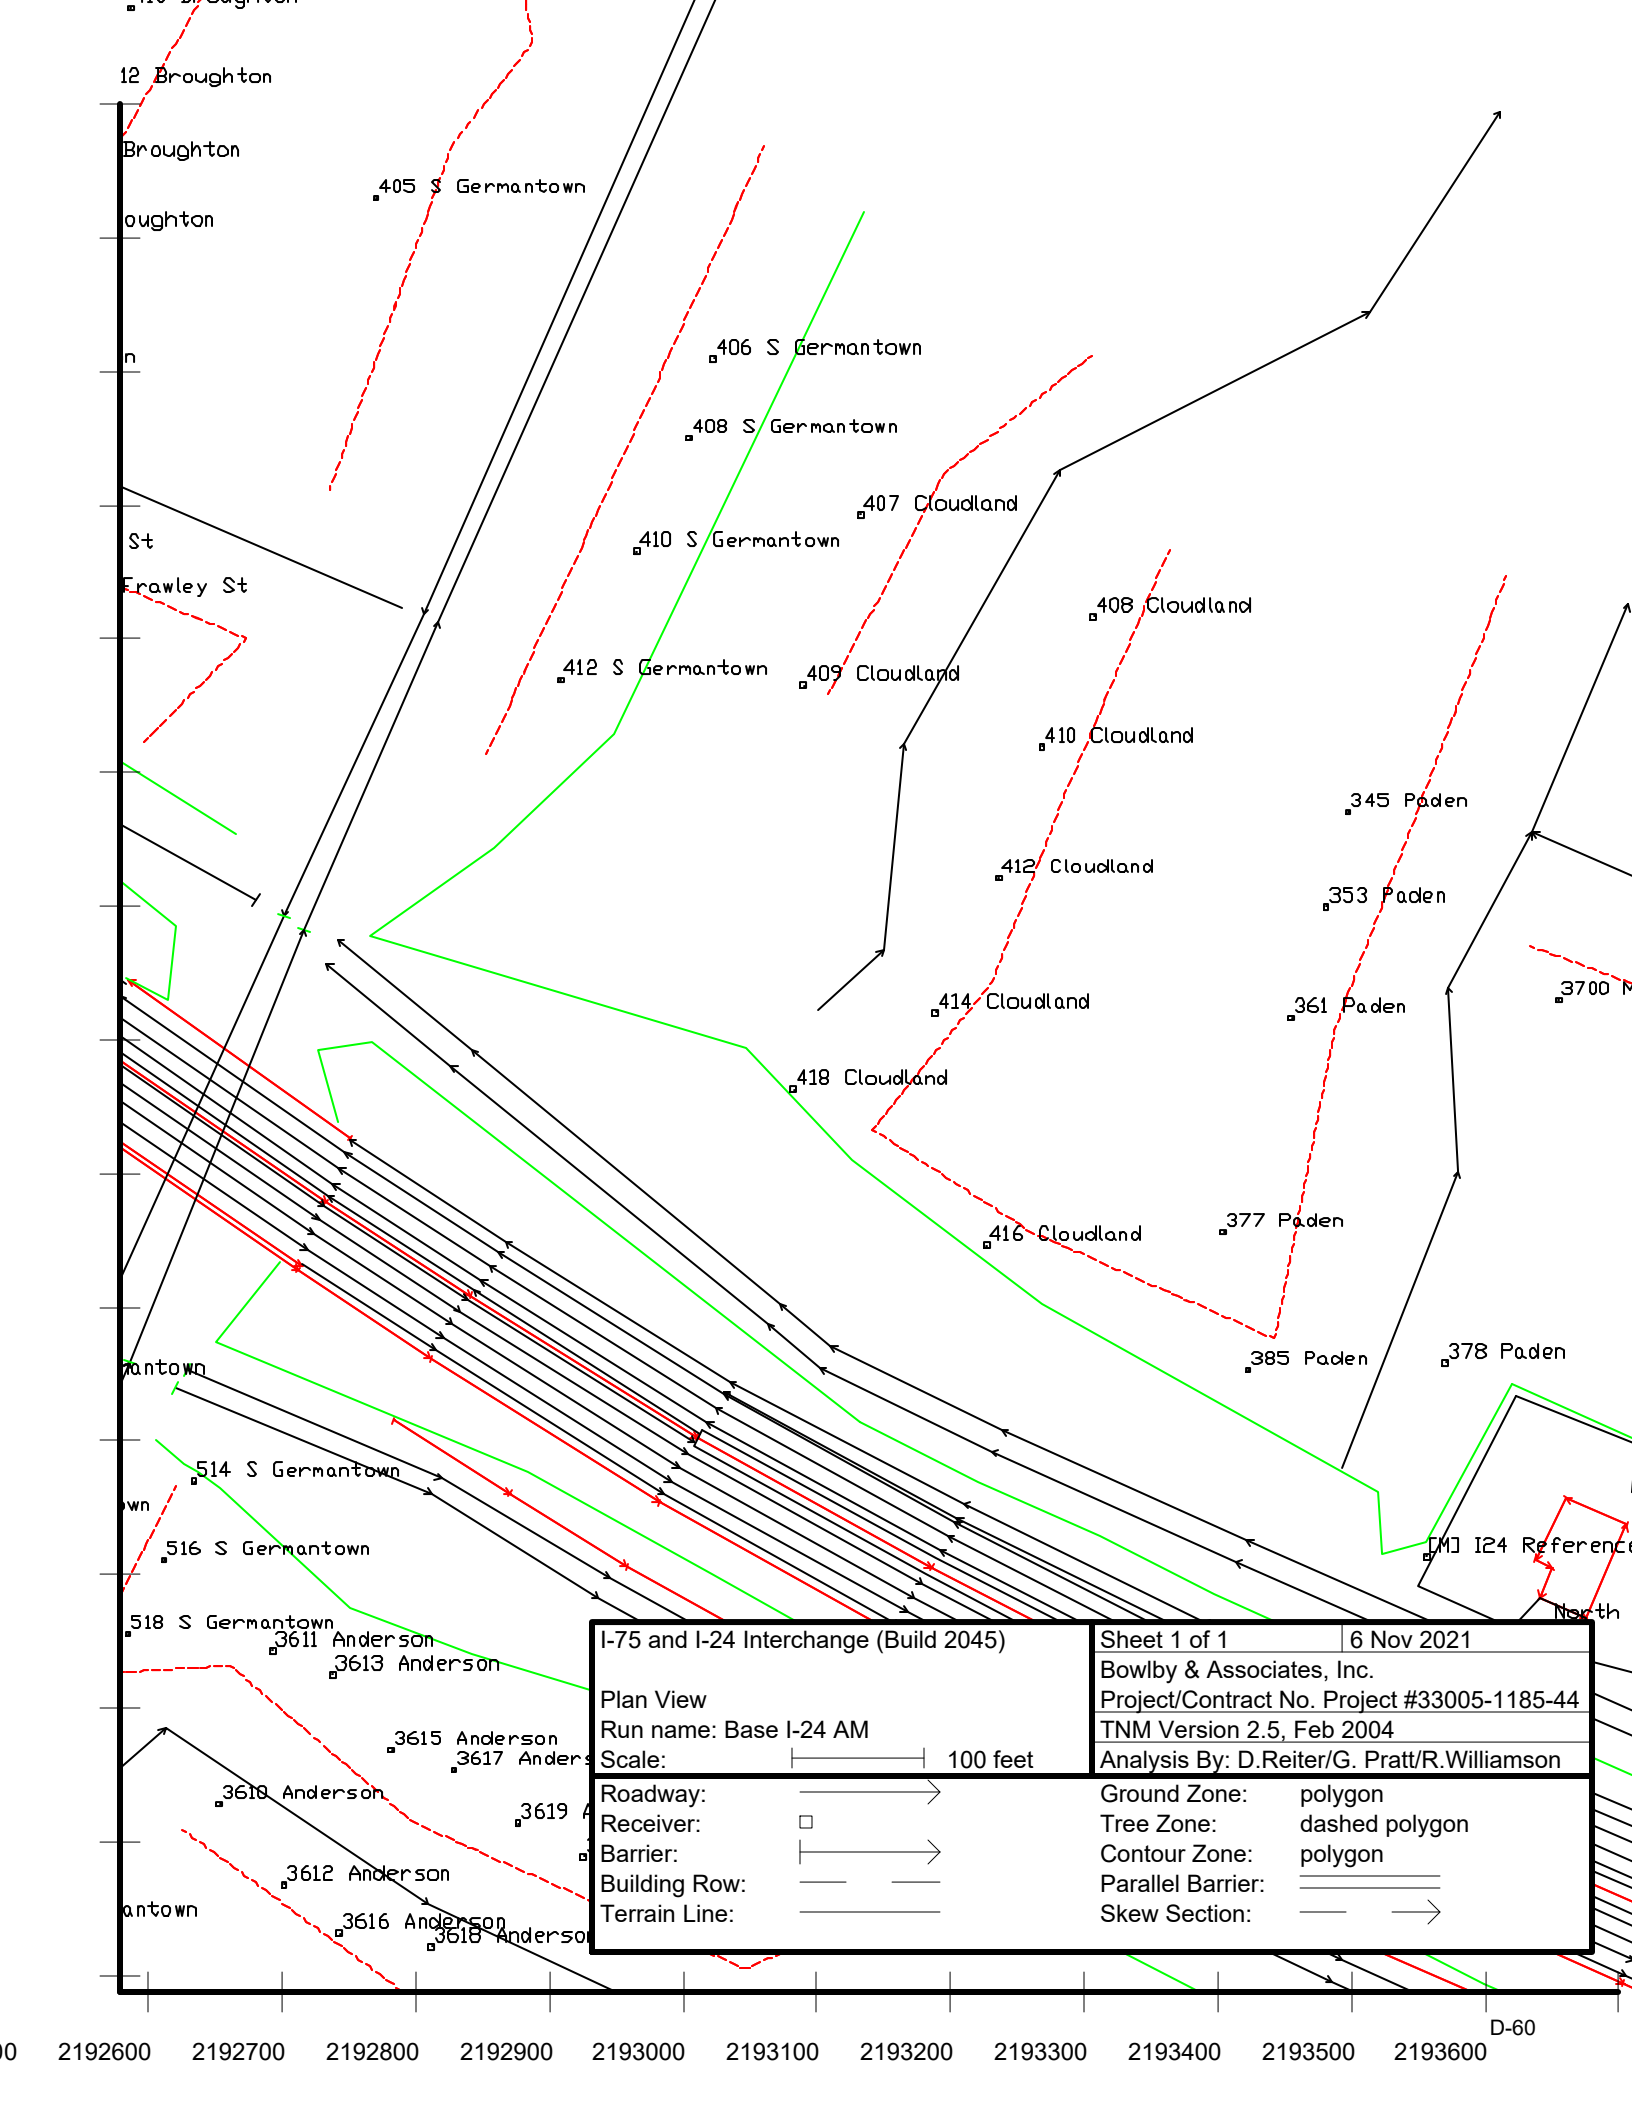 12 Broughton
Broughton
405 S Germantown
oughton
406 S Germantown
n
408 S Germantown
407 Cloudland
410 S Germantown
St
Frawley St
408 Cloudland
412 S Germantown
409 Cloudland
410 Cloudland
345 Paden
412 Cloudland
353 Paden
3700 M
414 Cloudland
361 Paden
418 Cloudland
377 Paden
416 Cloudland
385 Paden
378 Paden
antown
514 S Germantown
own
516 S Germantown
[M] I24 Reference
North
518 S Germantown
3611 Anderson
3613 Anderson
3615 Anderson
3617 Anders
3610 Anderson
3619 A
3612 Anderson
antown
3616 Anderson
3618 Anderso
I-75 and I-24 Interchange (Build 2045)
Plan View
Run name: Base I-24 AM
Scale: 100 feet
Sheet 1 of 1 6 Nov 2021
Bowlby & Associates, Inc.
Project/Contract No. Project #33005-1185-44
TNM Version 2.5, Feb 2004
Analysis By: D.Reiter/G. Pratt/R.Williamson
Roadway:
Receiver:
Barrier:
Building Row:
Terrain Line:
Ground Zone: polygon
Tree Zone: dashed polygon
Contour Zone: polygon
Parallel Barrier:
Skew Section:
D-60
00 2192600 2192700 2192800 2192900 2193000 2193100 2193200 2193300 2193400 2193500 2193600